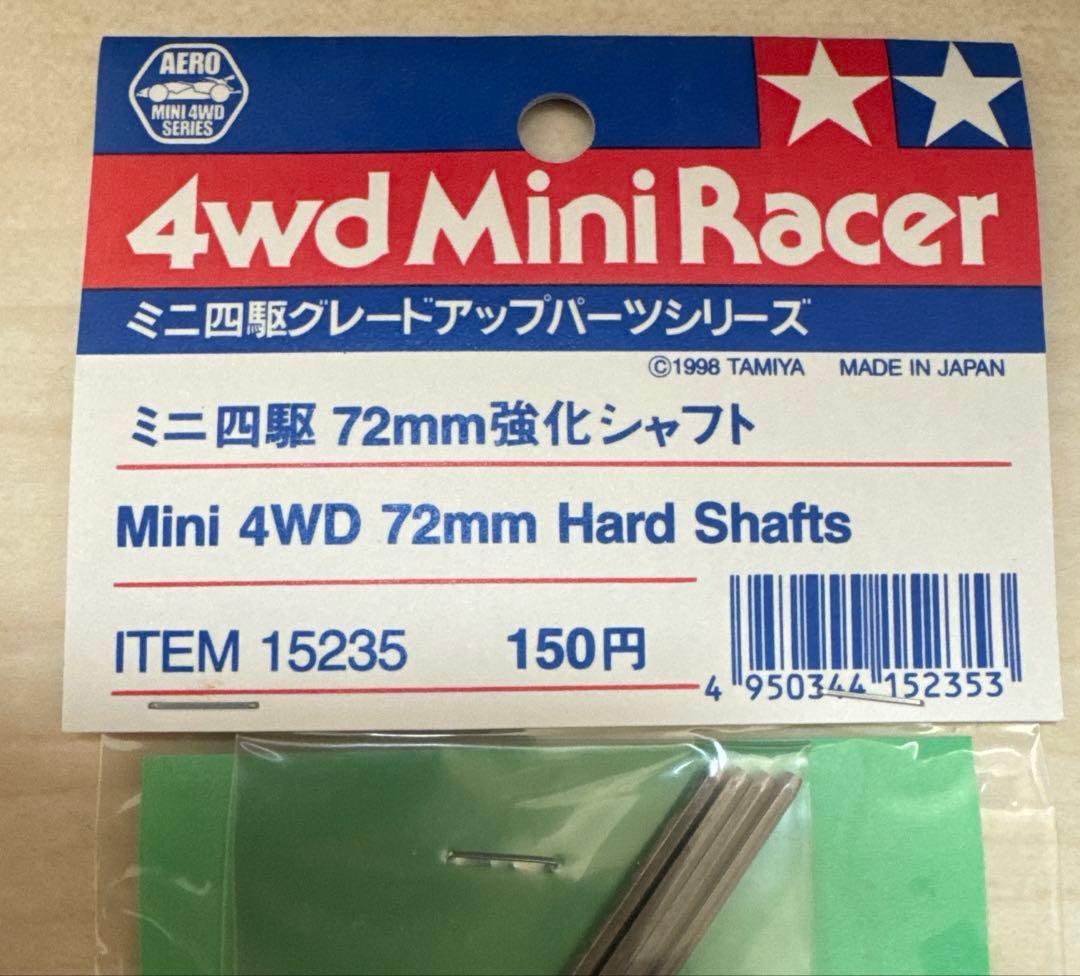 AERO
MINI 4WD
SERIES
4wd Mini Racer
ミニ四駆グレードアップパーツシリーズ
©1998 TAMIYA MADE IN JAPAN
ミニ四駆 72mm強化シャフト
Mini 4WD 72mm Hard Shafts
ITEM 15235 150円
4 950344 152353